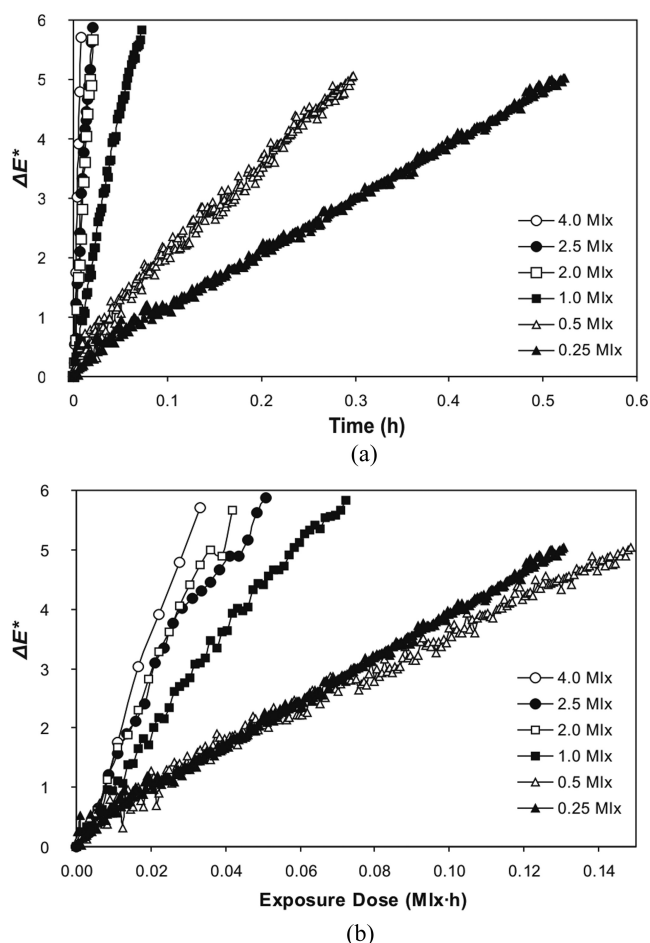 6
5
4
3
2
1
0
ΔE*
4.0 Mlx
2.5 Mlx
2.0 Mlx
1.0 Mlx
0.5 Mlx
0.25 Mlx
0 0.1 0.2 0.3 0.4 0.5 0.6
Time (h)
(a)
6
5
4
3
2
1
0
ΔE*
4.0 Mlx
2.5 Mlx
2.0 Mlx
1.0 Mlx
0.5 Mlx
0.25 Mlx
0.00 0.02 0.04 0.06 0.08 0.10 0.12 0.14
Exposure Dose (Mlx·h)
(b)